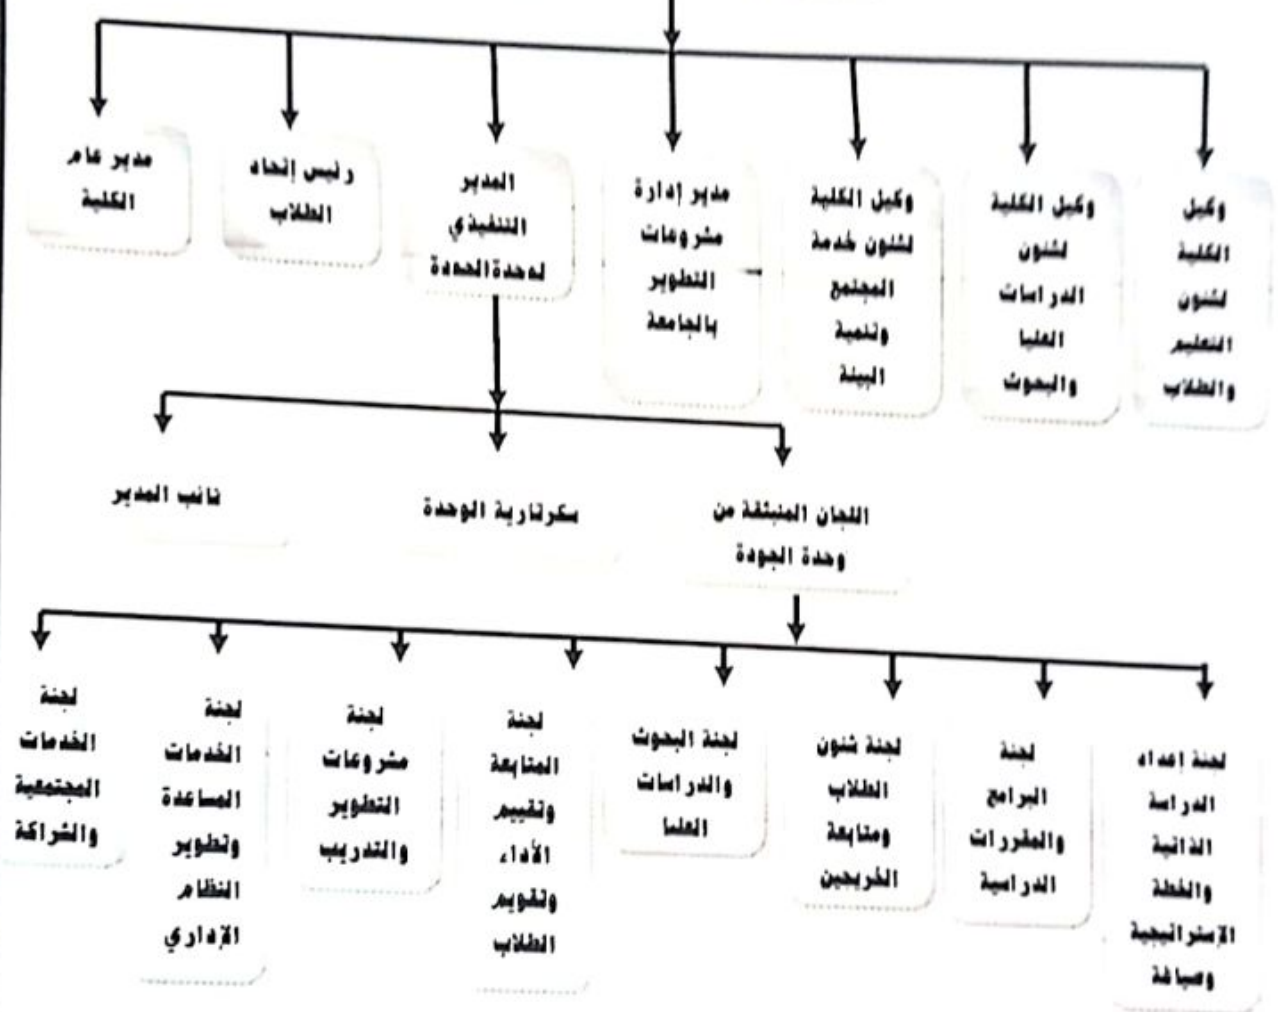 وكيل
الكلية
لشئون
التعليم
والطلاب
وكيل الكلية
لشئون
الدراسات
العليا
والبحوث
وكيل الكلية
لشئون خدمة
المجتمع
وتنمية
البيئة
مدير إدارة
مشروعات
التطوير
بالجامعة
المدير
التنفيذي
لوحدة الجودة
رئيس إتحاد
الطلاب
مدير عام
الكلية
اللجان المنبثقة من
وحدة الجودة
سكرتارية الوحدة
نائب المدير
لجنة إعداد
الدراسة
الذاتية
والخطة
الإستراتيجية
وصياغة
لجنة
البرامج
والمقررات
الدراسية
لجنة شئون
الطلاب
ومتابعة
الخريجين
لجنة البحوث
والدراسات
العليا
لجنة
المتابعة
وتقييم
الأداء
وتقويم
الطلاب
لجنة
مشروعات
التطوير
والتدريب
لجنة
الخدمات
المساعدة
وتطوير
النظام
الإداري
لجنة
الخدمات
المجتمعية
والشراكة